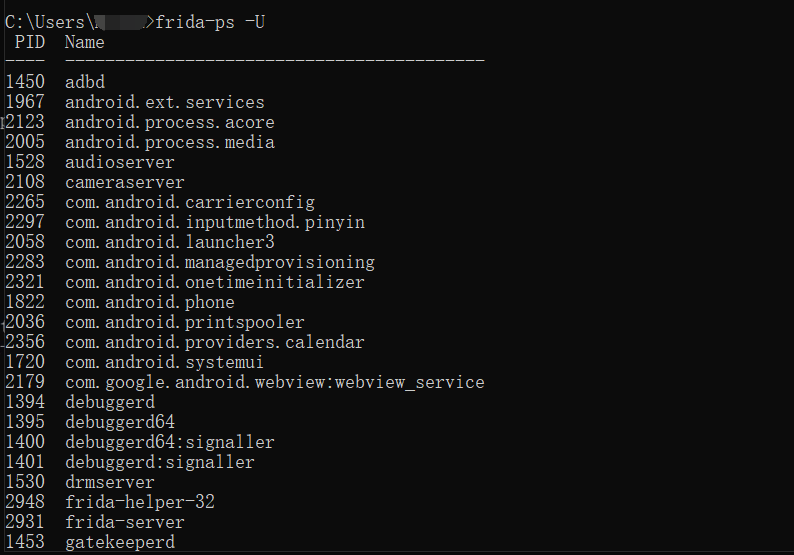 C:\Users\ >frida-ps -U
PID Name
---- ------------------------------------------
1450 adbd
1967 android.ext.services
2123 android.process.acore
2005 android.process.media
1528 audioserver
2108 cameraserver
2265 com.android.carrierconfig
2297 com.android.inputmethod.pinyin
2058 com.android.launcher3
2283 com.android.managedprovisioning
2321 com.android.onetimeinitializer
1822 com.android.phone
2036 com.android.printspooler
2356 com.android.providers.calendar
1720 com.android.systemui
2179 com.google.android.webview:webview_service
1394 debuggerd
1395 debuggerd64
1400 debuggerd64:signaller
1401 debuggerd:signaller
1530 drmserver
2948 frida-helper-32
2931 frida-server
1453 gatekeeperd